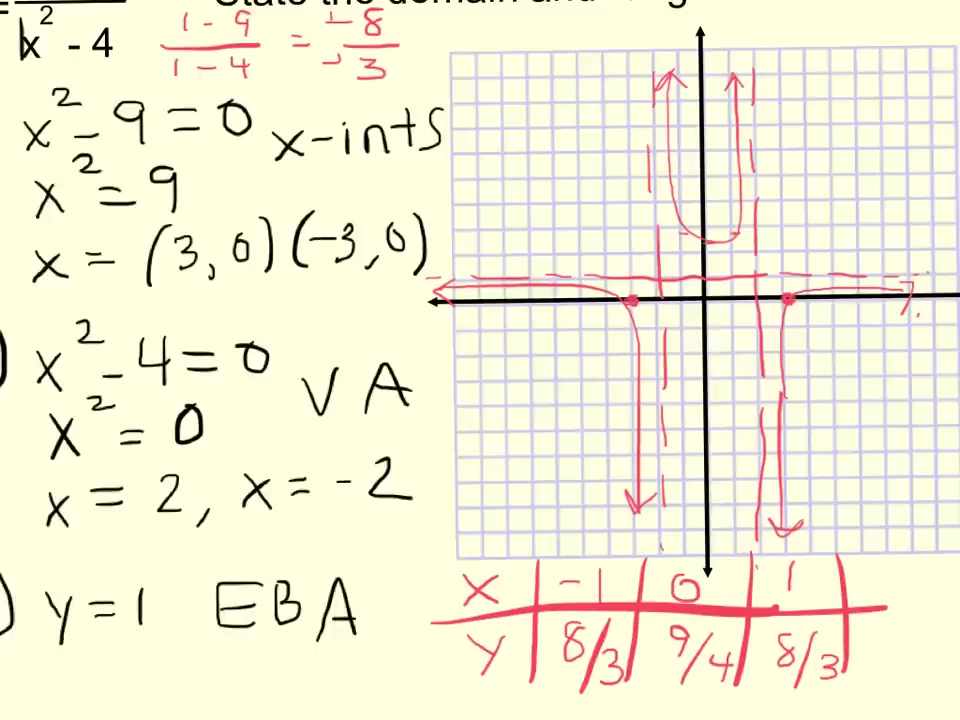 State the domain and
x² - 4
1 - 9 / 1 - 4 = -8 / -3
x² - 9 = 0 x-ints
x² = 9
x = (3,0) (-3,0)
) x² - 4 = 0 VA
x² = 0
x = 2, x = -2
) y = 1 EBA
x -1 0 1
y 8/3 9/4 8/3